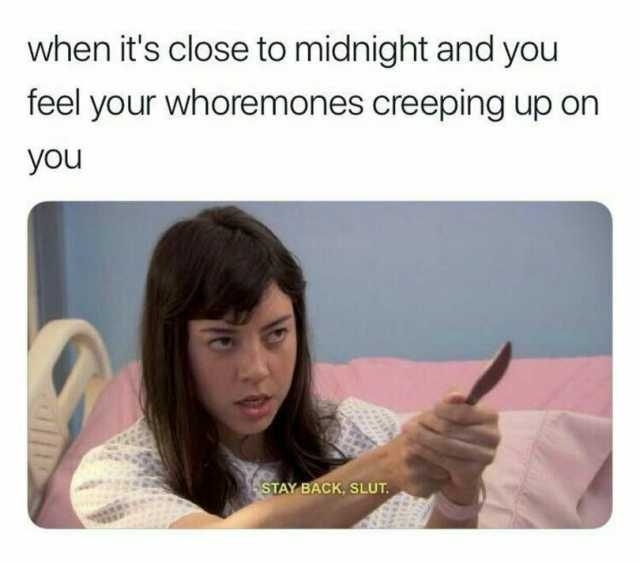 when it's close to midnight and you
feel your whoremones creeping up on
you
-STAY BACK, SLUT.